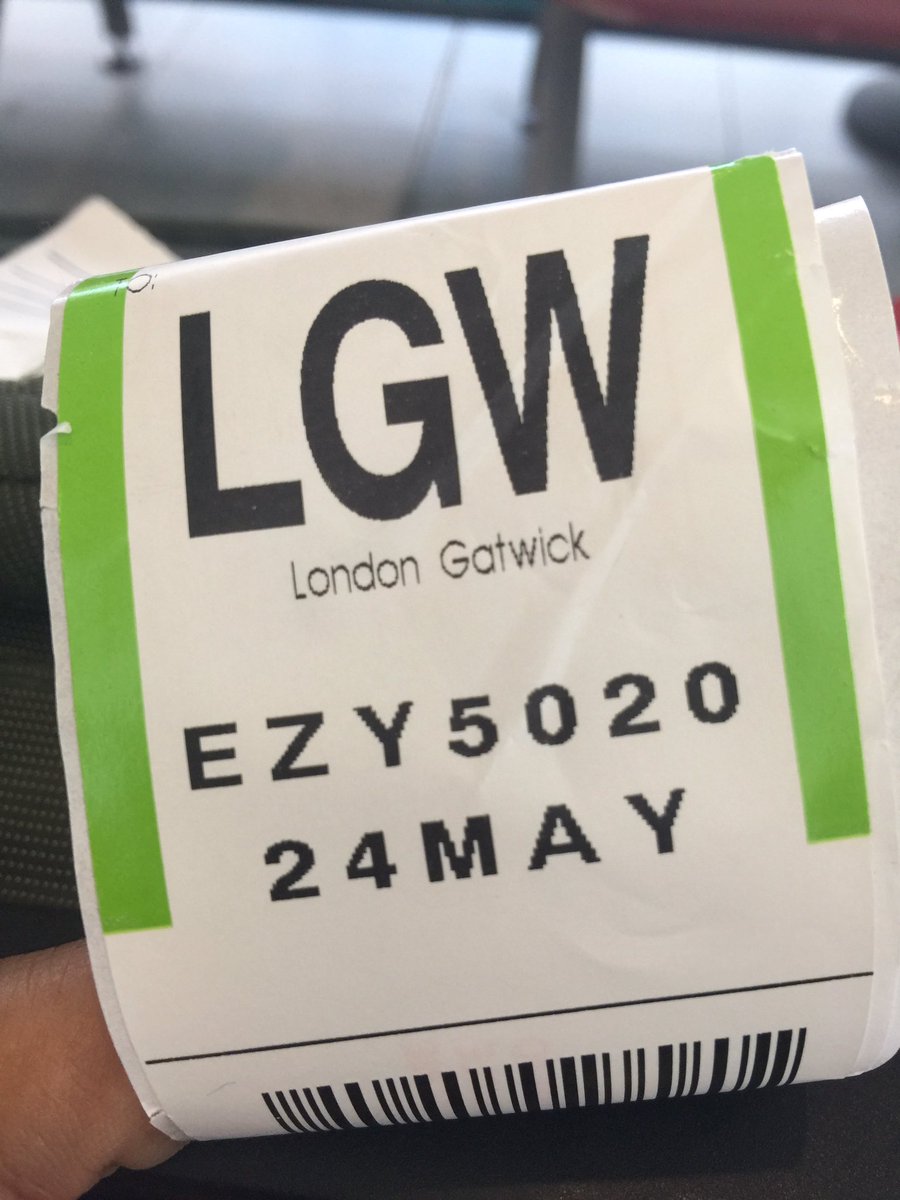 TO:
LGW
London Gatwick
EZY5020
24MAY